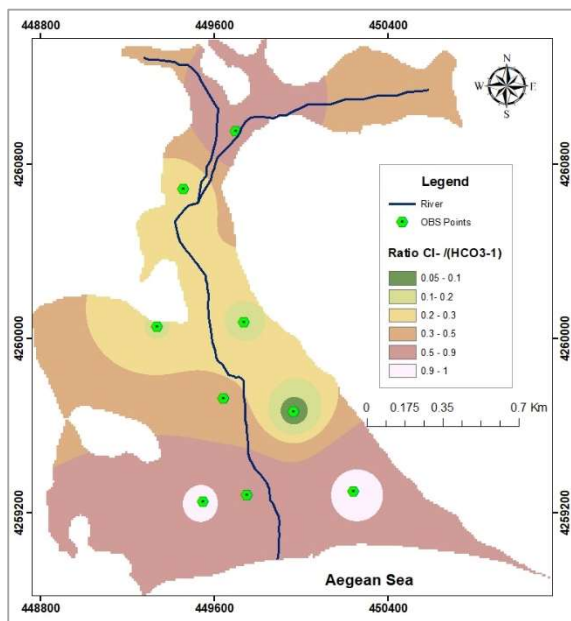 448800 449600 450400
N
W E
S
4260800 4260800
Legend
River
OBS Points
Ratio Cl- /(HCO3-1)
0.05 - 0.1
0.1- 0.2
0.2 - 0.3
0.3 - 0.5
0.5 - 0.9
0.9 - 1
4260000 4260000
0 0.175 0.35 0.7 Km
4259200 4259200
Aegean Sea
448800 449600 450400